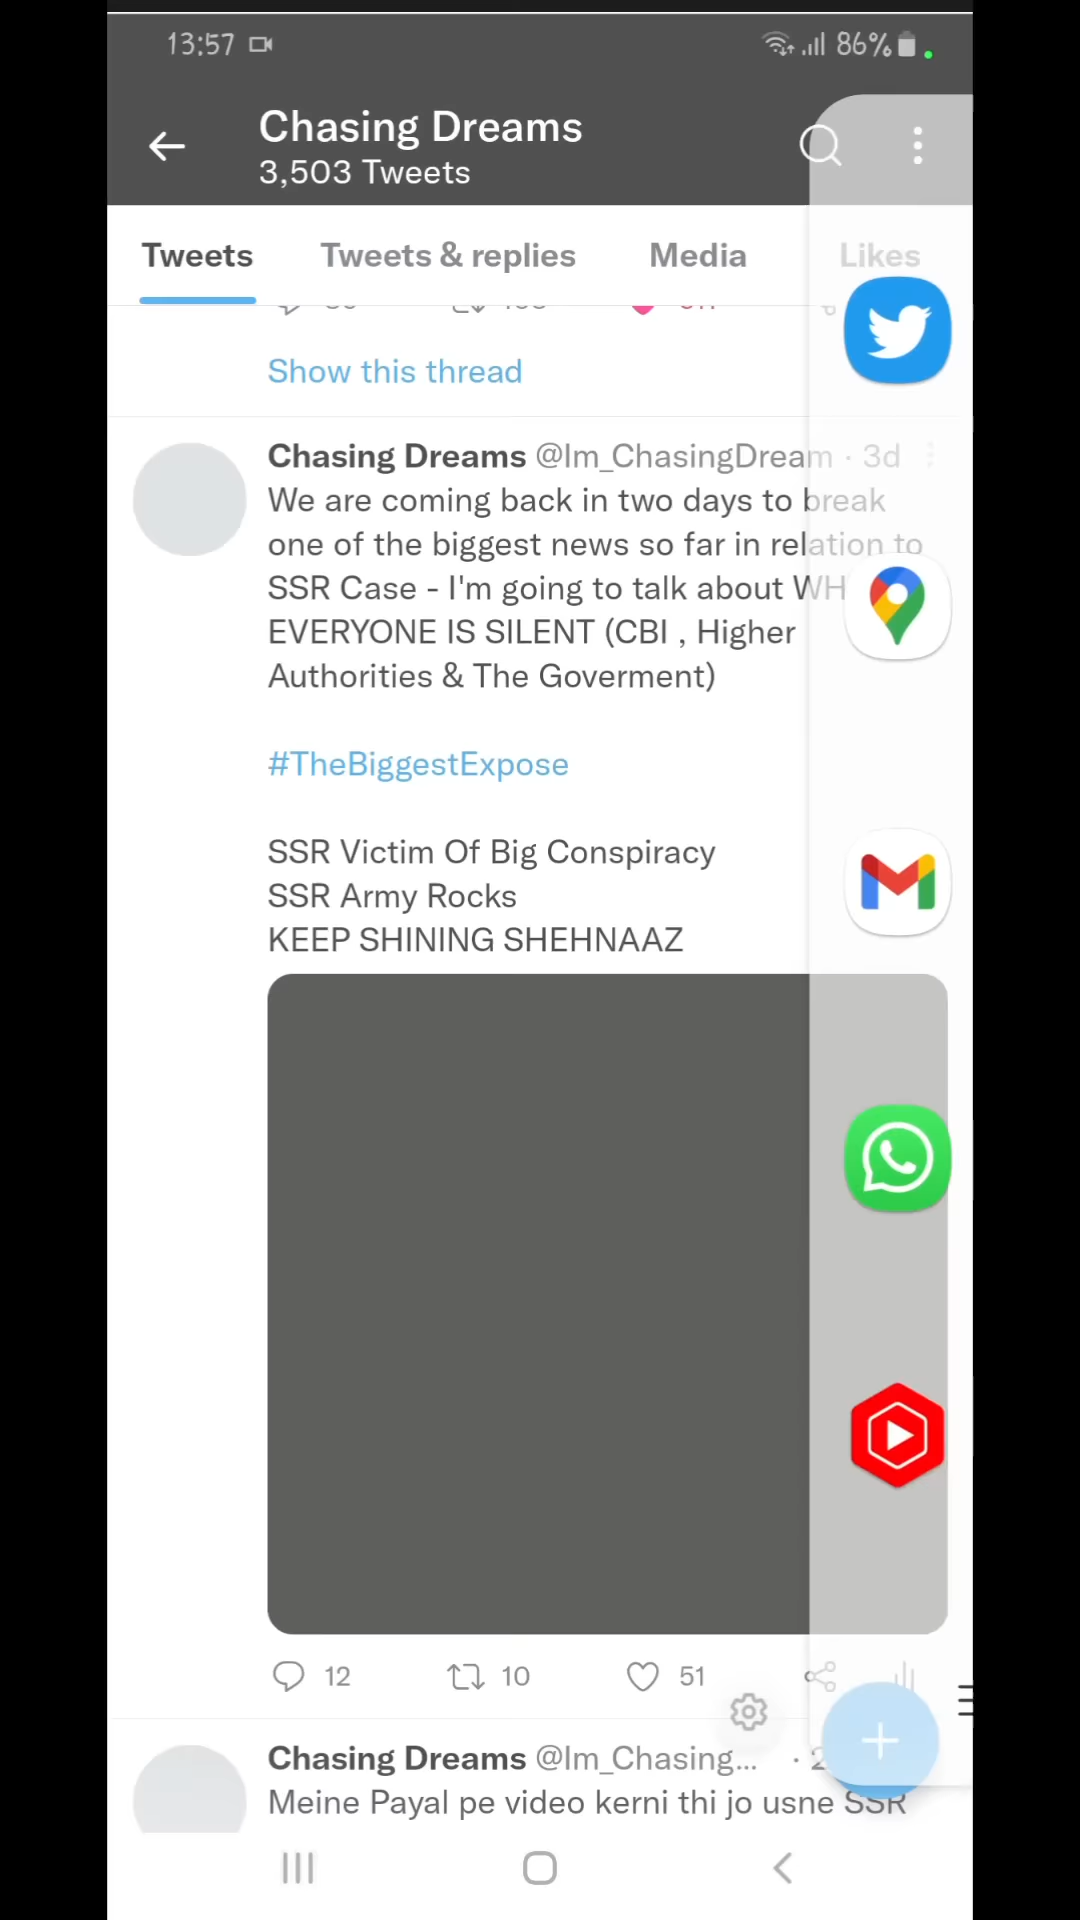 13:57
86%
Chasing Dreams
3,503 Tweets
Tweets Tweets & replies Media Likes
Show this thread
Chasing Dreams @Im_ChasingDream · 3d
We are coming back in two days to break
one of the biggest news so far in relation to
SSR Case - I'm going to talk about WH
EVERYONE IS SILENT (CBI , Higher
Authorities & The Goverment)
#TheBiggestExpose
SSR Victim Of Big Conspiracy
SSR Army Rocks
KEEP SHINING SHEHNAAZ
12 10 51
Chasing Dreams @Im_Chasing... · 2
Meine Payal pe video kerni thi jo usne SSR